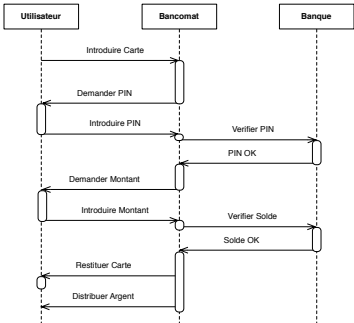 Utilisateur
Bancomat
Banque
Introduire Carte
Demander PIN
Introduire PIN
Verifier PIN
PIN OK
Demander Montant
Introduire Montant
Verifier Solde
Solde OK
Restituer Carte
Distribuer Argent